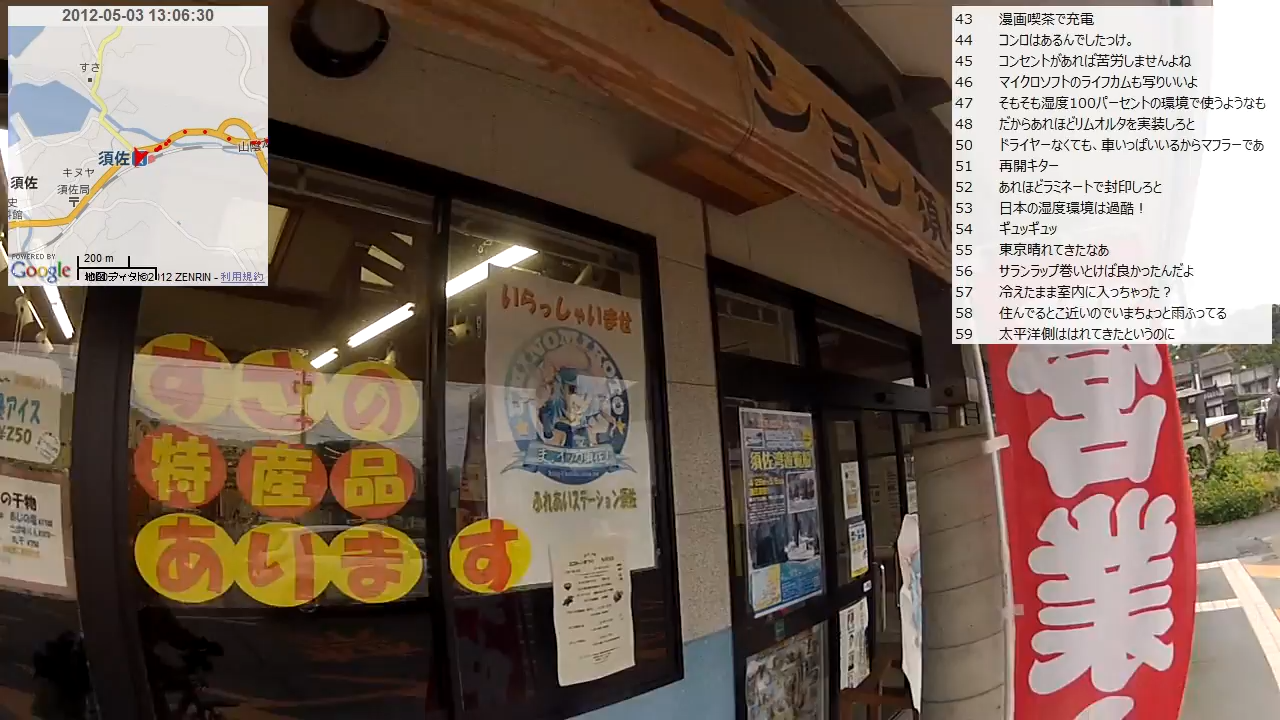 2012-05-03 13:06:30
すさ
須佐
山陰
キヌヤ
須佐
須佐局
POWERED BY
Google
200 m
地図データ ©2012 ZENRIN - 利用規約
43 漫画喫茶で充電
44 コンロはあるんでしたっけ。
45 コンセントがあれば苦労しませんよね
46 マイクロソフトのライフカムも写りいいよ
47 そもそも湿度100パーセントの環境で使うようなも
48 だからあれほどリムオルタを実装しろと
50 ドライヤーなくても、車いっぱいいるからマフラーであ
51 再開キター
52 あれほどラミネートで封印しろと
53 日本の湿度環境は過酷！
54 ギュッギュッ
55 東京晴れてきたなあ
56 サランラップ巻いとけば良かったんだよ
57 冷えたまま室内に入っちゃった？
58 住んでるとこ近いのでいまちょっと雨ふってる
59 太平洋側ははれてきたというのに
ーション 須
いらっしゃいませ
KINOMIKOTO
ふれあいステーション須佐
すさの
特産品
あります
アイス
¥250
の干物
須佐湾遊覧船
営業